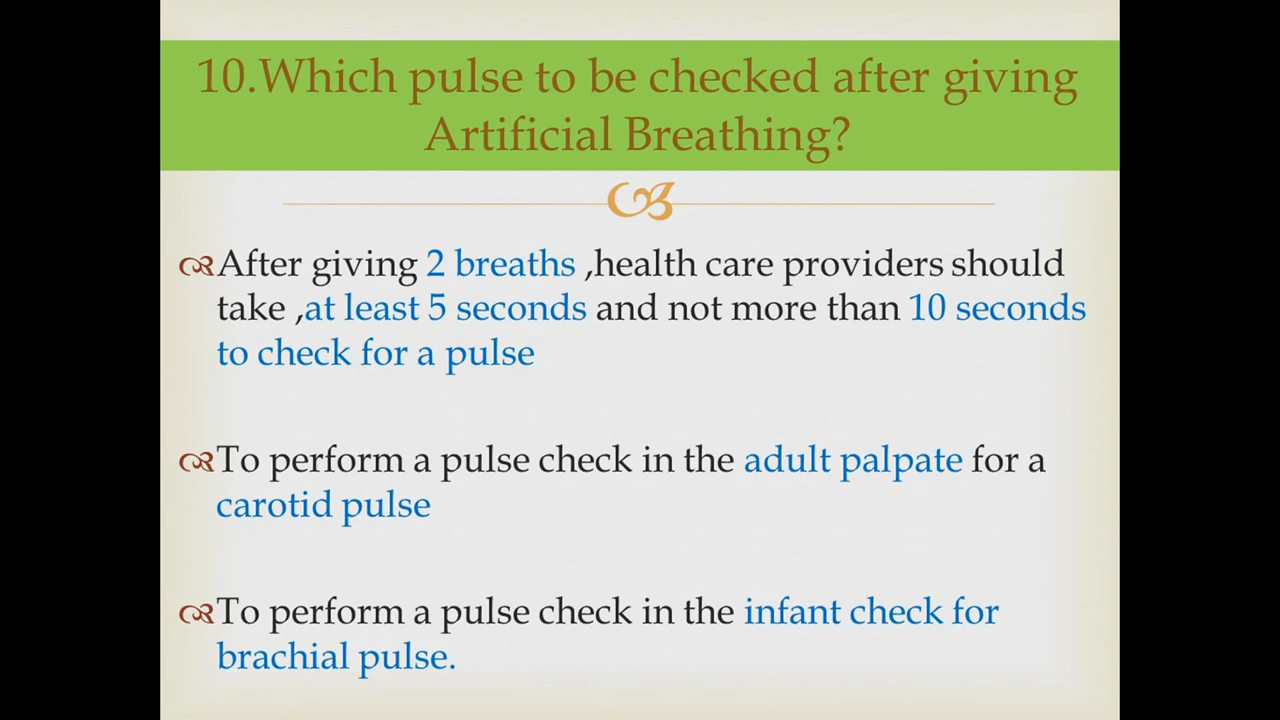 10.Which pulse to be checked after giving
Artificial Breathing?
After giving 2 breaths ,health care providers should
take ,at least 5 seconds and not more than 10 seconds
to check for a pulse
To perform a pulse check in the adult palpate for a
carotid pulse
To perform a pulse check in the infant check for
brachial pulse.